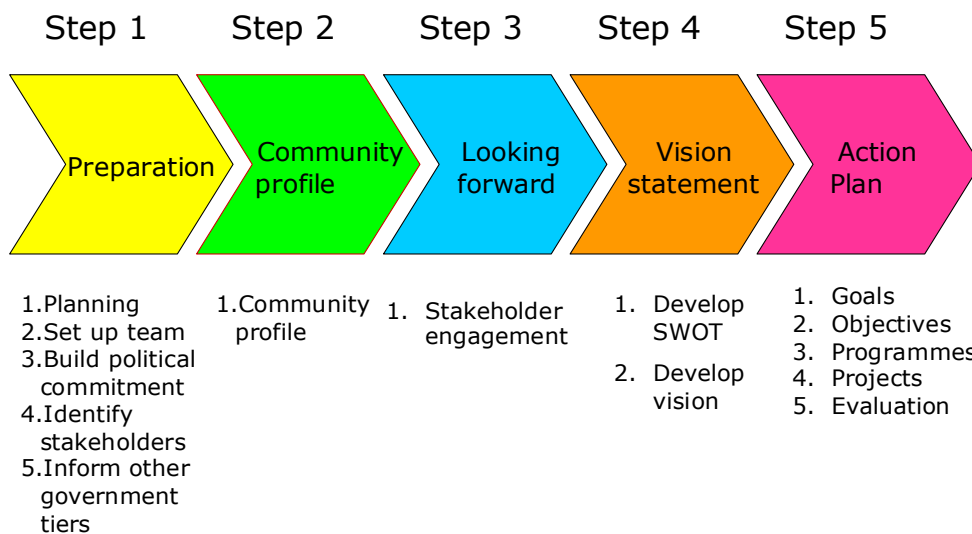 Step 1
Step 2
Step 3
Step 4
Step 5
Preparation
Community
profile
Looking
forward
Vision
statement
Action
Plan
1.Planning
2.Set up team
3.Build political
commitment
4.Identify
stakeholders
5.Inform other
government
tiers
1.Community
profile
1. Stakeholder
engagement
1. Develop
SWOT
2. Develop
vision
1. Goals
2. Objectives
3. Programmes
4. Projects
5. Evaluation